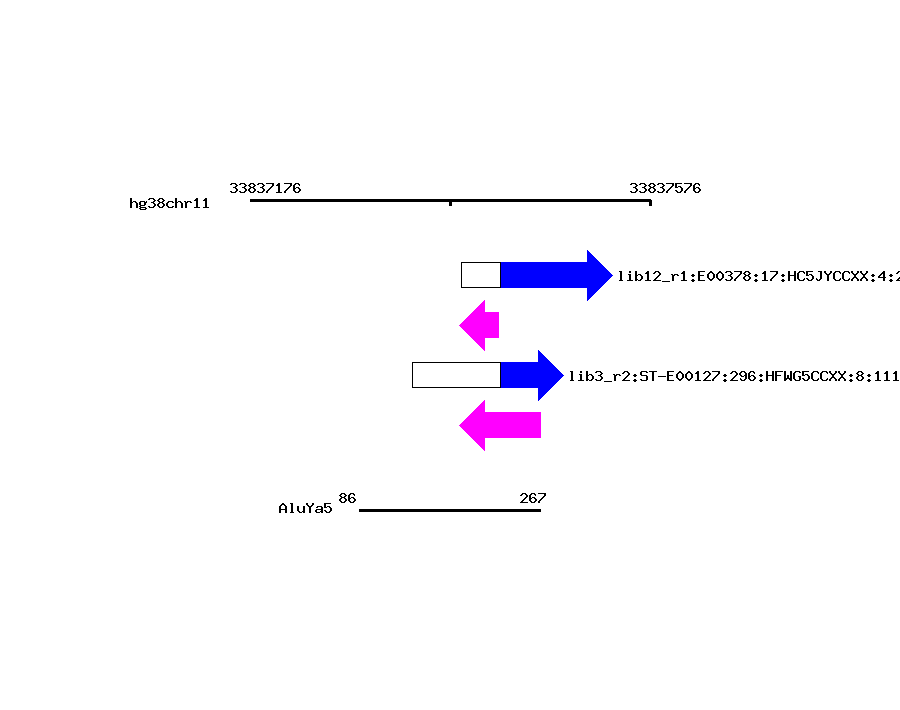 33837176 33837576
hg38chr11
lib12_r1:E00378:17:HC5JYCCXX:4:2
lib3_r2:ST-E00127:296:HFWG5CCXX:8:111
86 267
AluYa5